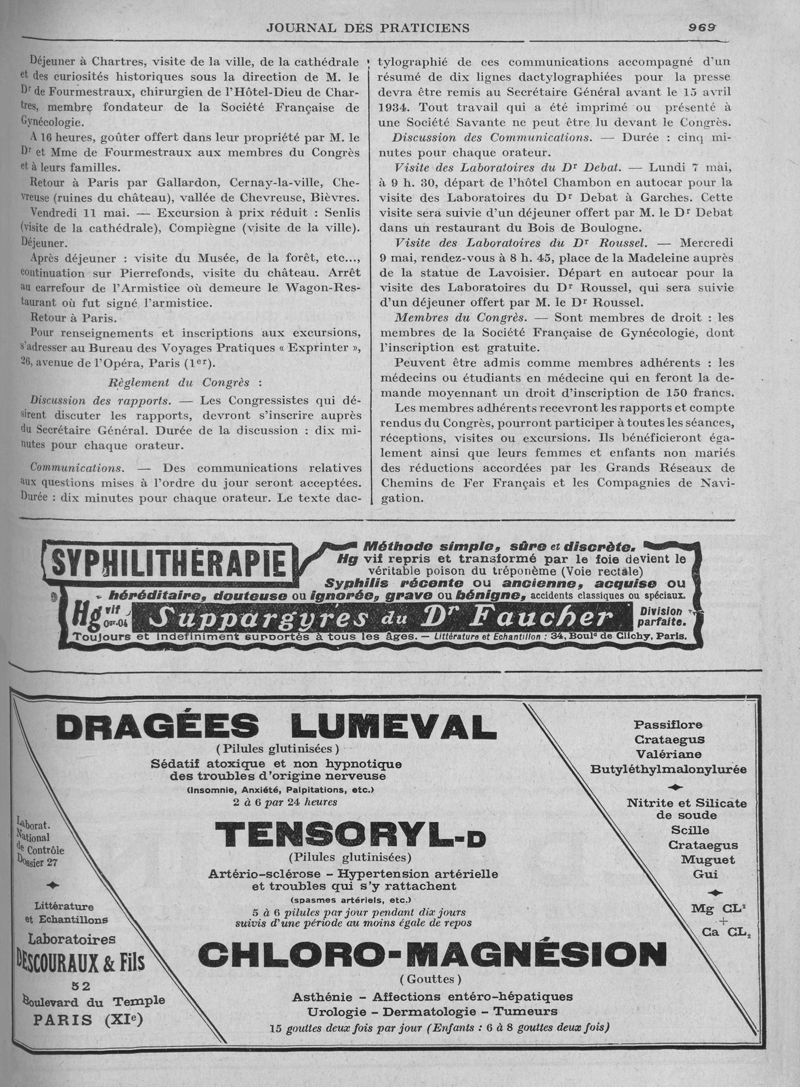 JOURNAL DES PRATICIENS 969
Déjeuner à Chartres, visite de la ville, de la cathédrale
et des curiosités historiques sous la direction de M. le
Dr de Fourmestraux, chirurgien de l'Hôtel-Dieu de Char-
tres, membre fondateur de la Société Française de
Gynécologie.
A 16 heures, goûter offert dans leur propriété par M. le
Dr et Mme de Fourmestraux aux membres du Congrès
et à leurs familles.
Retour à Paris par Gallardon, Cernay-la-ville, Che-
vreuse (ruines du château), vallée de Chevreuse, Bièvres.
Vendredi 11 mai. — Excursion à prix réduit : Senlis
(visite de la cathédrale), Compiègne (visite de la ville).
Déjeuner.
Après déjeuner : visite du Musée, de la forêt, etc...,
continuation sur Pierrefonds, visite du château. Arrêt
au carrefour de l'Armistice où demeure le Wagon-Res-
taurant où fut signé l'armistice.
Retour à Paris.
Pour renseignements et inscriptions aux excursions,
s'adresser au Bureau des Voyages Pratiques « Exprinter »,
26, avenue de l'Opéra, Paris (1er).
Règlement du Congrès :
Discussion des rapports. — Les Congressistes qui dé-
sirent discuter les rapports, devront s'inscrire auprès
du Secrétaire Général. Durée de la discussion : dix mi-
nutes pour chaque orateur.
Communications. — Des communications relatives
aux questions mises à l'ordre du jour seront acceptées.
Durée : dix minutes pour chaque orateur. Le texte dac-
tylographié de ces communications accompagné d'un
résumé de dix lignes dactylographiées pour la presse
devra être remis au Secrétaire Général avant le 15 avril
1934. Tout travail qui a été imprimé ou présenté à
une Société Savante ne peut être lu devant le Congrès.
Discussion des Communications. — Durée : cinq mi-
nutes pour chaque orateur.
Visite des Laboratoires du Dr Debat. — Lundi 7 mai,
à 9 h. 30, départ de l'hôtel Chambon en autocar pour la
visite des Laboratoires du Dr Debat à Garches. Cette
visite sera suivie d'un déjeuner offert par M. le Dr Debat
dans un restaurant du Bois de Boulogne.
Visite des Laboratoires du Dr Roussel. — Mercredi
9 mai, rendez-vous à 8 h. 45, place de la Madeleine auprès
de la statue de Lavoisier. Départ en autocar pour la
visite des Laboratoires du Dr Roussel, qui sera suivie
d'un déjeuner offert par M. le Dr Roussel.
Membres du Congrès. — Sont membres de droit : les
membres de la Société Française de Gynécologie, dont
l'inscription est gratuite.
Peuvent être admis comme membres adhérents : les
médecins ou étudiants en médecine qui en feront la de-
mande moyennant un droit d'inscription de 150 francs.
Les membres adhérents recevront les rapports et compte
rendus du Congrès, pourront participer à toutes les séances,
réceptions, visites ou excursions. Ils bénéficieront éga-
lement ainsi que leurs femmes et enfants non mariés
des réductions accordées par les Grands Réseaux de
Chemins de Fer Français et les Compagnies de Navi-
gation.
SYPHILITHÉRAPIE
Méthode simple, sûre et discrète.
Hg vif repris et transformé par le foie devient le
véritable poison du tréponème (Voie rectale)
Syphilis récente ou ancienne, acquise ou
héréditaire, douteuse ou ignorée, grave ou bénigne, accidents classiques ou spéciaux.
Hg vif 0gr-04 Suppargyres du Dr Faucher Division parfaite.
Toujours et indéfiniment supportés à tous les âges. — Littérature et Echantillon : 34, Bould de Clichy, Paris.
DRAGÉES LUMEVAL
(Pilules glutinisées)
Sédatif atoxique et non hypnotique
des troubles d'origine nerveuse
(Insomnie, Anxiété, Palpitations, etc.)
2 à 6 par 24 heures
Passiflore
Crataegus
Valériane
Butyléthylmalonylurée
TENSORYL-D
(Pilules glutinisées)
Artério-sclérose - Hypertension artérielle
et troubles qui s'y rattachent
(spasmes artériels, etc.)
5 à 6 pilules par jour pendant dix jours
suivis d'une période au moins égale de repos
Nitrite et Silicate
de soude
Scille
Crataegus
Muguet
Gui
CHLORO-MAGNÉSION
(Gouttes)
Asthénie - Affections entéro-hépatiques
Urologie - Dermatologie - Tumeurs
15 gouttes deux fois par jour (Enfants : 6 à 8 gouttes deux fois)
Mg CL²
+
Ca CL₂
Laborat.
National
de Contrôle
Dossier 27
Littérature
et Echantillons
Laboratoires
DESCOURAUX & Fils
52
Boulevard du Temple
PARIS (XIe)